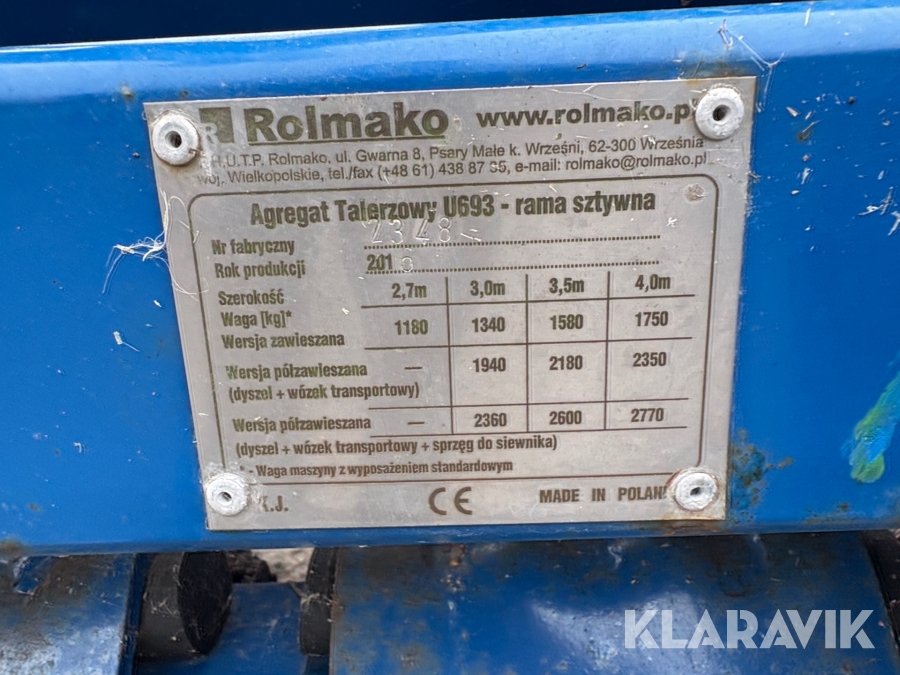 R Rolmako www.rolmako.pl
H.U.T.P. Rolmako, ul. Gwarna 8, Psary Małe k. Wrześni, 62-300 Września
woj. Wielkopolskie, tel./fax (+48 61) 438 87 35, e-mail: rolmako@rolmako.pl
Agregat Talerzowy U693 - rama sztywna
Nr fabryczny 2348
Rok produkcji 201
Szerokość 2,7m 3,0m 3,5m 4,0m
Waga [kg]*
Wersja zawieszana 1180 1340 1580 1750
Wersja półzawieszana — 1940 2180 2350
(dyszel + wózek transportowy)
Wersja półzawieszana — 2360 2600 2770
(dyszel + wózek transportowy + sprzęg do siewnika)
* - Waga maszyny z wyposażeniem standardowym
K.J. CE MADE IN POLAND
KLARAVIK